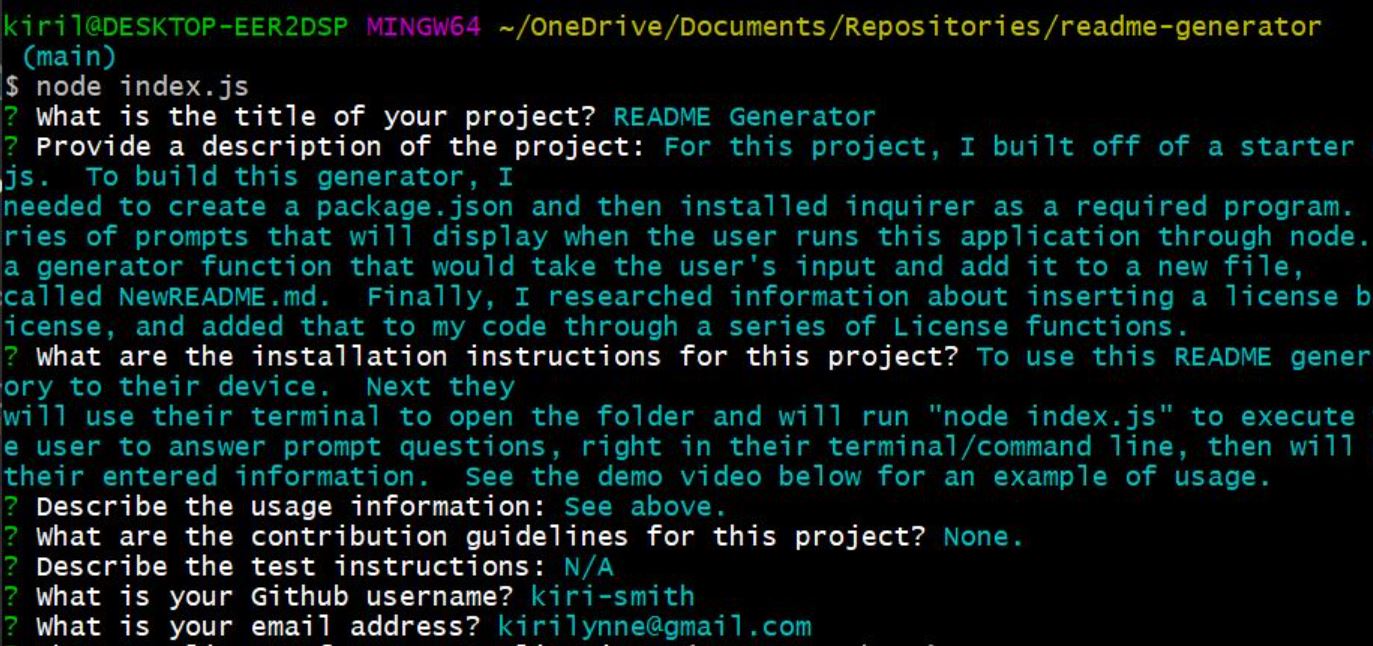 kiril@DESKTOP-EER2DSP MINGW64 ~/OneDrive/Documents/Repositories/readme-generator
(main)
$ node index.js
? What is the title of your project? README Generator
? Provide a description of the project: For this project, I built off of a starter
js.  To build this generator, I
needed to create a package.json and then installed inquirer as a required program.
ries of prompts that will display when the user runs this application through node.
a generator function that would take the user's input and add it to a new file,
called NewREADME.md.  Finally, I researched information about inserting a license b
icense, and added that to my code through a series of License functions.
? What are the installation instructions for this project? To use this README gener
ory to their device.  Next they
will use their terminal to open the folder and will run "node index.js" to execute
e user to answer prompt questions, right in their terminal/command line, then will
their entered information.  See the demo video below for an example of usage.
? Describe the usage information: See above.
? What are the contribution guidelines for this project? None.
? Describe the test instructions: N/A
? What is your Github username? kiri-smith
? What is your email address? kirilynne@gmail.com